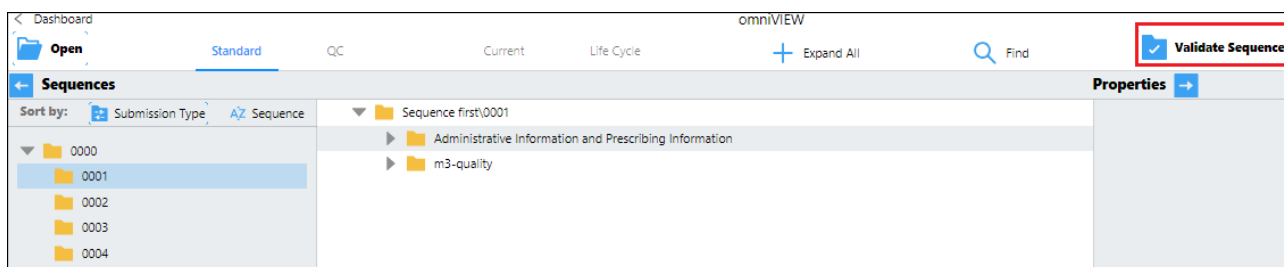 < Dashboard
omniVIEW
Open
Standard
QC
Current
Life Cycle
Expand All
Find
Validate Sequence
Sequences
Properties
Sort by:
Submission Type
AZ Sequence
Sequence first\0001
Administrative Information and Prescribing Information
m3-quality
0000
0001
0002
0003
0004